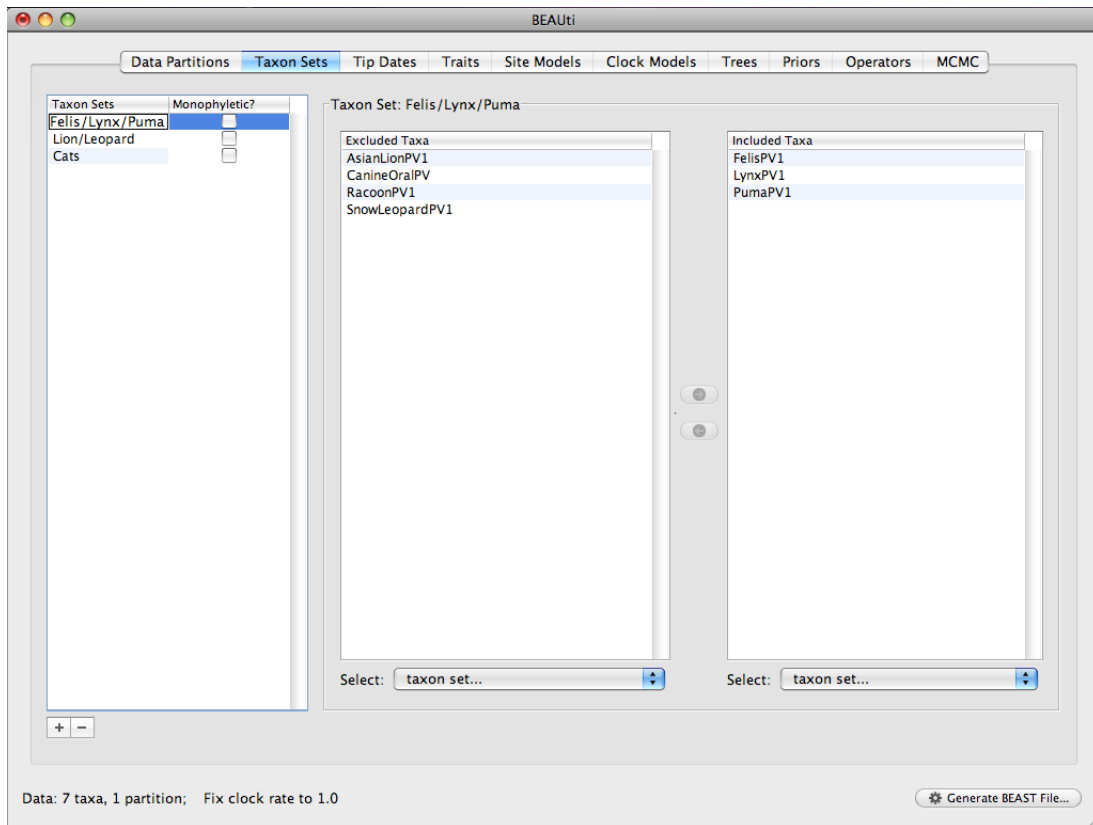 BEAUti
Data Partitions Taxon Sets Tip Dates Traits Site Models Clock Models Trees Priors Operators MCMC
Taxon Sets Monophyletic?
Felis/Lynx/Puma
Lion/Leopard
Cats
Taxon Set: Felis/Lynx/Puma
Excluded Taxa
AsianLionPV1
CanineOralPV
RacoonPV1
SnowLeopardPV1
Included Taxa
FelisPV1
LynxPV1
PumaPV1
Select: taxon set...
Select: taxon set...
+ −
Data: 7 taxa, 1 partition; Fix clock rate to 1.0
Generate BEAST File...